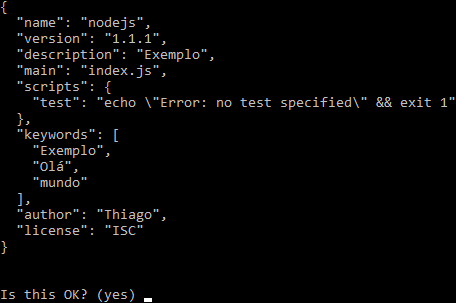 {
  "name": "nodejs",
  "version": "1.1.1",
  "description": "Exemplo",
  "main": "index.js",
  "scripts": {
    "test": "echo \"Error: no test specified\" && exit 1"
  },
  "keywords": [
    "Exemplo",
    "Olá",
    "mundo"
  ],
  "author": "Thiago",
  "license": "ISC"
}
Is this OK? (yes)